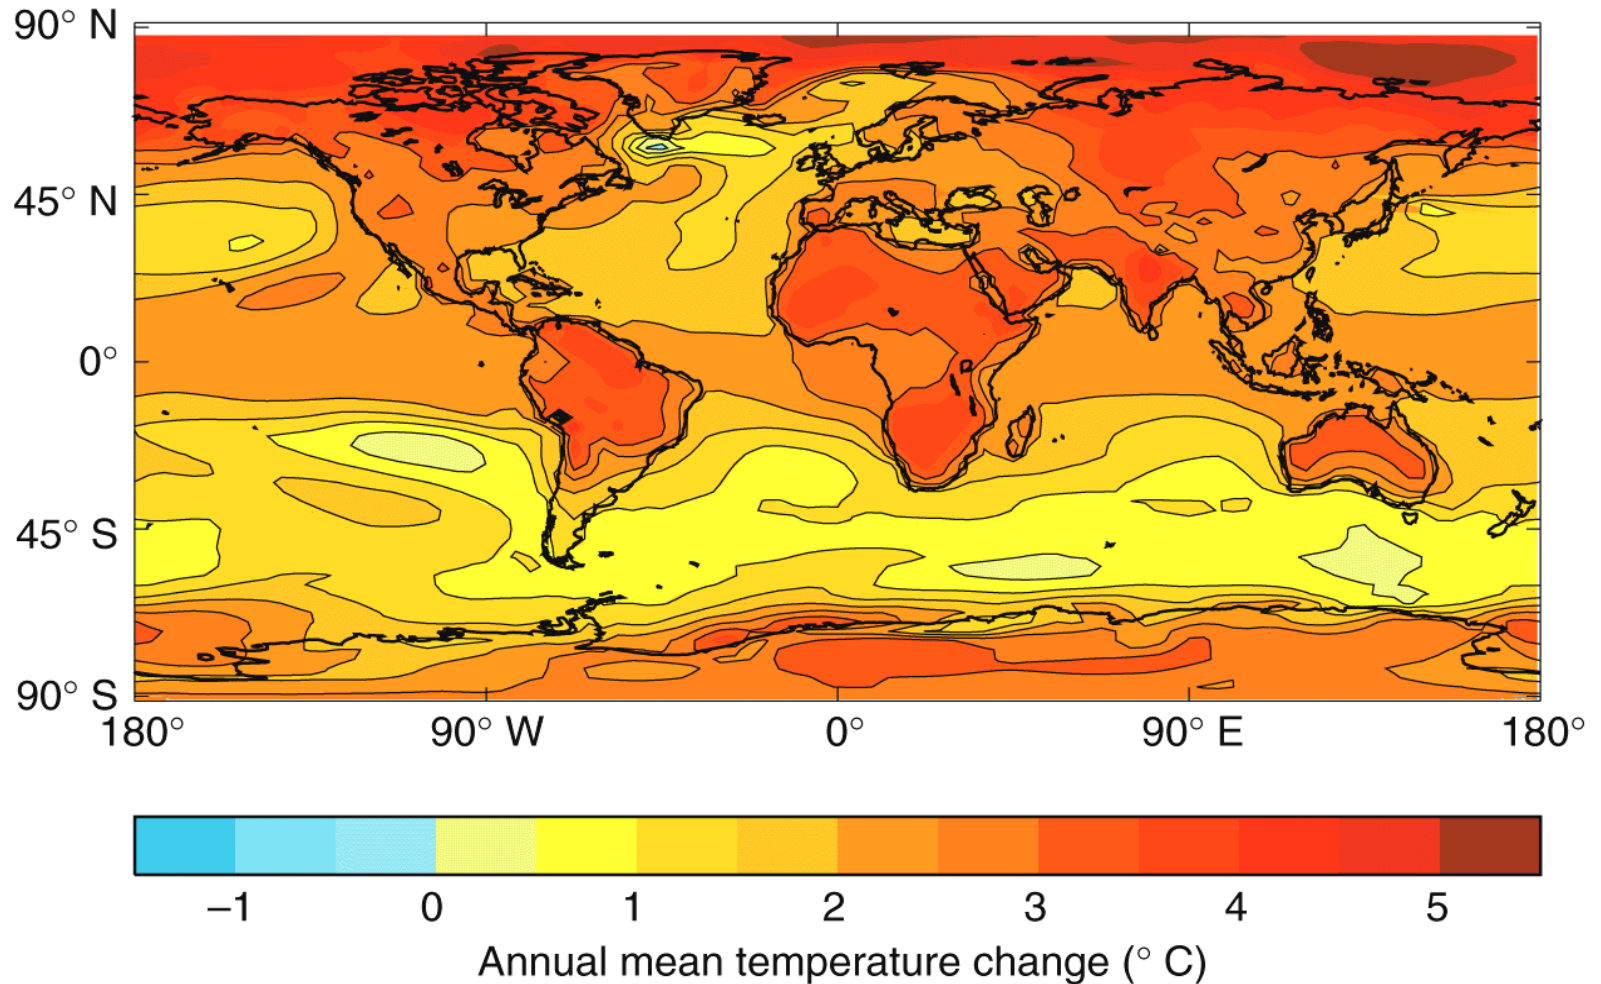 90° N
45° N
0°
45° S
90° S
180° 90° W 0° 90° E 180°
–1 0 1 2 3 4 5
Annual mean temperature change (° C)